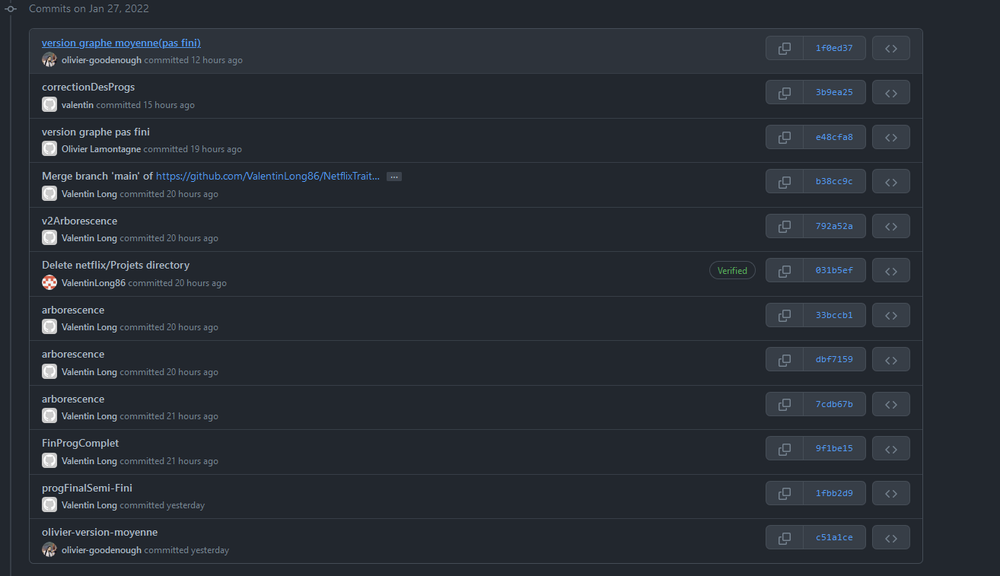 Commits on Jan 27, 2022
version graphe moyenne(pas fini)
olivier-goodenough committed 12 hours ago
1f0ed37
correctionDesProgs
valentin committed 15 hours ago
3b9ea25
version graphe pas fini
Olivier Lamontagne committed 19 hours ago
e48cfa8
Merge branch 'main' of https://github.com/ValentinLong86/NetflixTrait... ...
Valentin Long committed 20 hours ago
b38cc9c
v2Arborescence
Valentin Long committed 20 hours ago
792a52a
Delete netflix/Projets directory
ValentinLong86 committed 20 hours ago
Verified
031b5ef
arborescence
Valentin Long committed 20 hours ago
33bccb1
arborescence
Valentin Long committed 20 hours ago
dbf7159
arborescence
Valentin Long committed 21 hours ago
7cdb67b
FinProgComplet
Valentin Long committed 21 hours ago
9f1be15
progFinalSemi-Fini
Valentin Long committed yesterday
1fbb2d9
olivier-version-moyenne
olivier-goodenough committed yesterday
c51a1ce